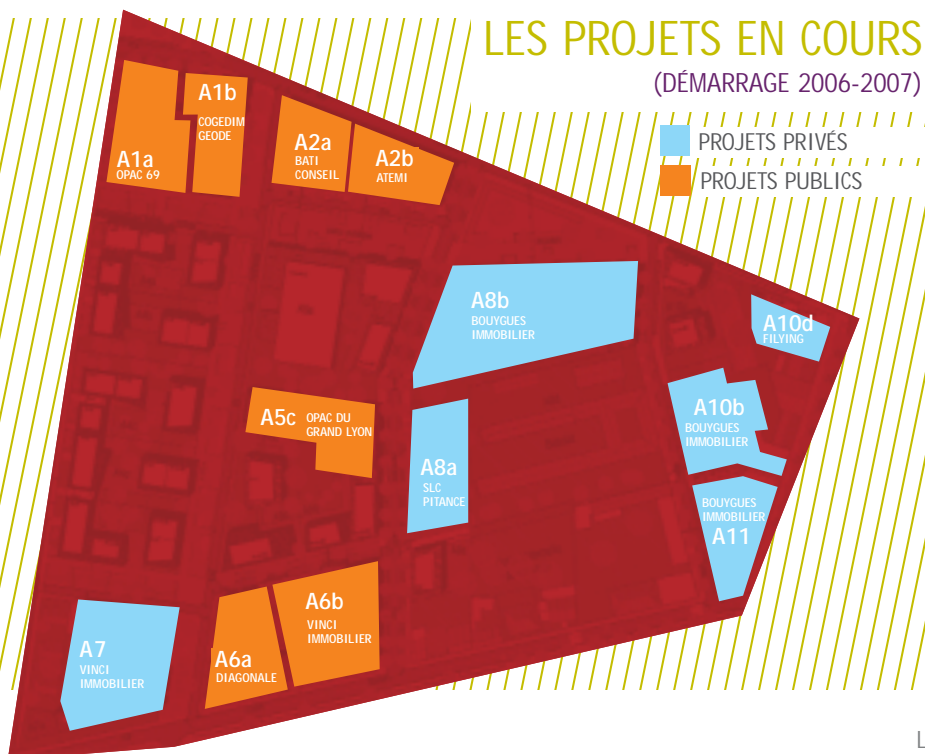 LES PROJETS EN COURS
(DÉMARRAGE 2006-2007)
PROJETS PRIVÉS
PROJETS PUBLICS
A1a
OPAC 69
A1b
COGEDIM
GEODE
A2a
BATI
CONSEIL
A2b
ATEMI
A8b
BOUYGUES
IMMOBILIER
A10d
FILYING
A5c
OPAC DU
GRAND LYON
A8a
SLC
PITANCE
A10b
BOUYGUES
IMMOBILIER
BOUYGUES
IMMOBILIER
A11
A7
VINCI
IMMOBILIER
A6a
DIAGONALE
A6b
VINCI
IMMOBILIER
L